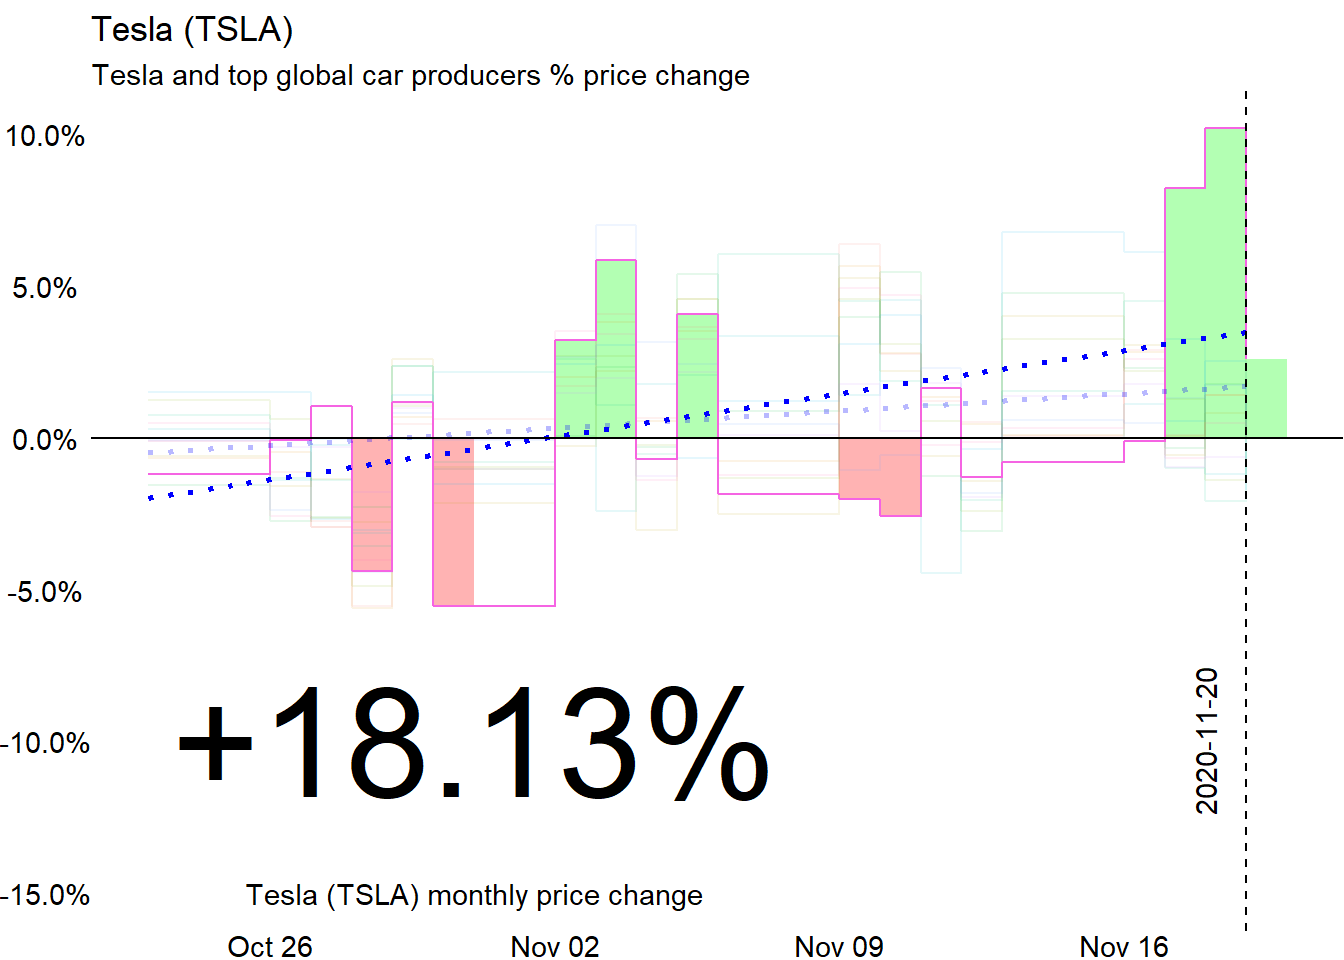 Tesla (TSLA)
Tesla and top global car producers % price change
10.0%
5.0%
0.0%
-5.0%
-10.0%
-15.0%
+18.13%
Tesla (TSLA) monthly price change
2020-11-20
Oct 26
Nov 02
Nov 09
Nov 16